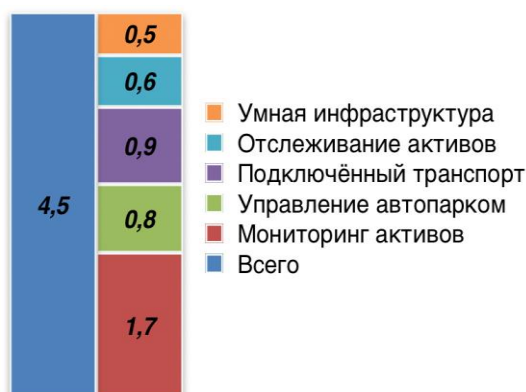 0,5
0,6
0,9
4,5
0,8
1,7
Умная инфраструктура
Отслеживание активов
Подключённый транспорт
Управление автопарком
Мониторинг активов
Всего